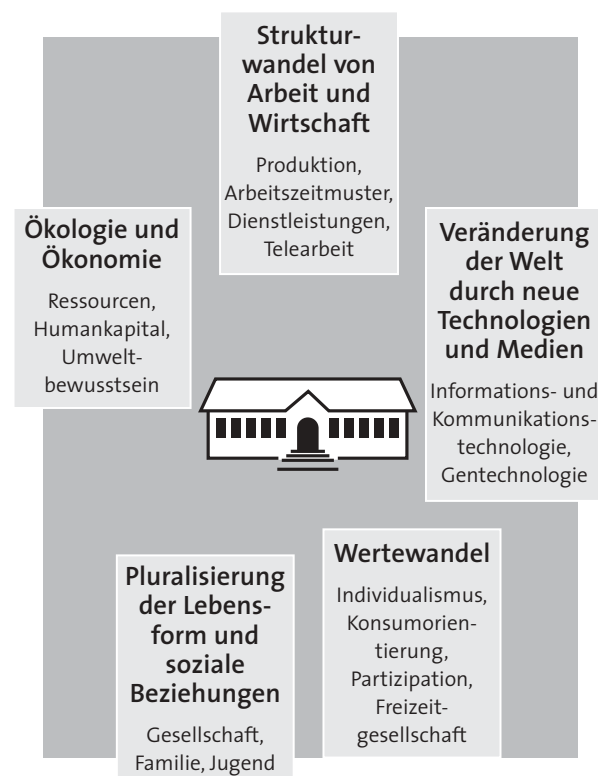 Struktur-
wandel von
Arbeit und
Wirtschaft
Produktion,
Arbeitszeitmuster,
Dienstleistungen,
Telearbeit
Ökologie und
Ökonomie
Ressourcen,
Humankapital,
Umwelt-
bewusstsein
Veränderung
der Welt
durch neue
Technologien
und Medien
Informations- und
Kommunikations-
technologie,
Gentechnologie
Pluralisierung
der Lebens-
form und
soziale
Beziehungen
Gesellschaft,
Familie, Jugend
Wertewandel
Individualismus,
Konsumorien-
tierung,
Partizipation,
Freizeit-
gesellschaft